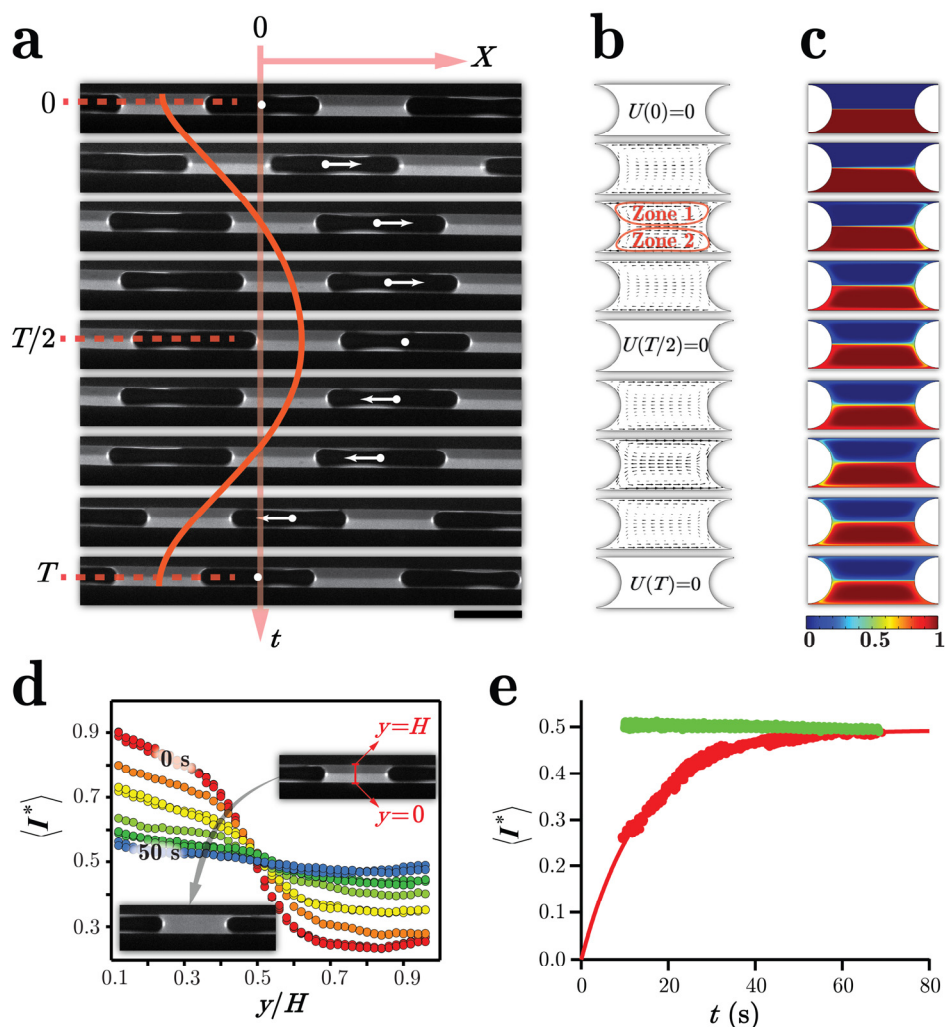 a
0
X
0
T/2
T
t
b
U(0)=0
Zone 1
Zone 2
U(T/2)=0
U(T)=0
c
0 0.5 1
d
0.9
0.7
0.5
0.3
⟨I*⟩
0 s
50 s
y=H
y=0
0.1 0.3 0.5 0.7 0.9
y/H
e
0.5
0.4
0.3
0.2
0.1
0.0
⟨I*⟩
0 20 40 60 80
t (s)